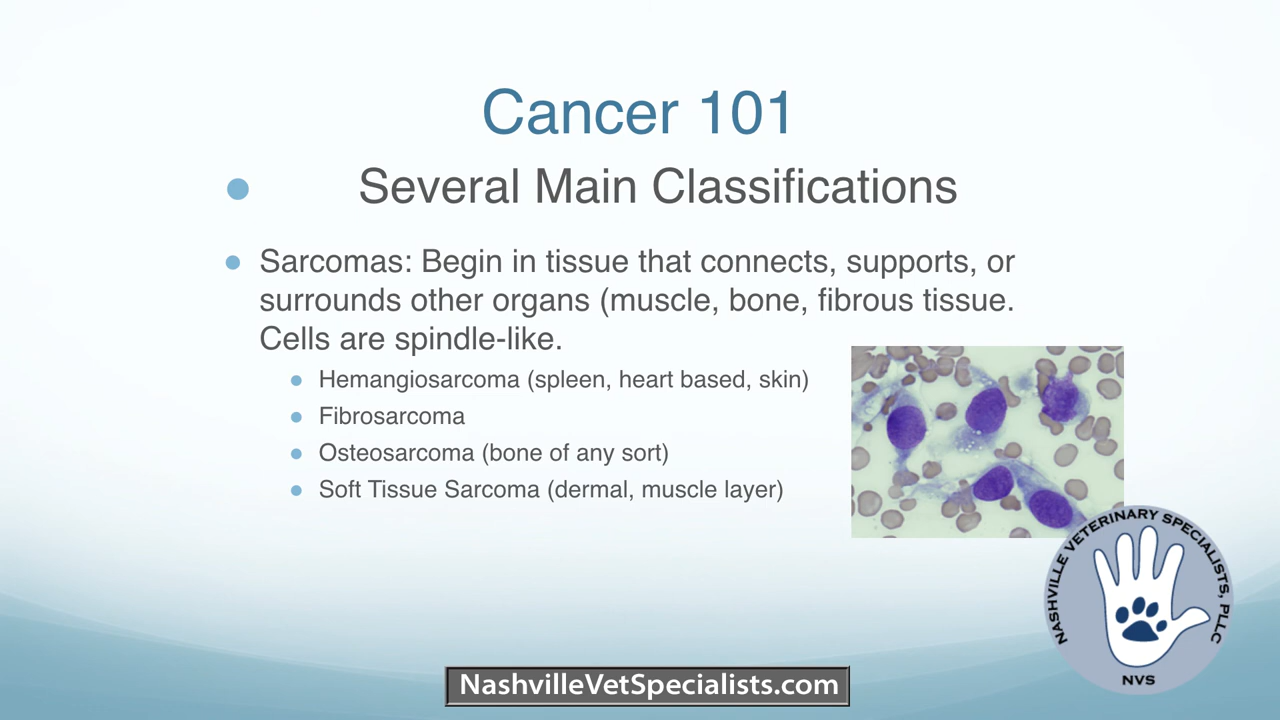 Cancer 101
Several Main Classifications
Sarcomas: Begin in tissue that connects, supports, or
surrounds other organs (muscle, bone, fibrous tissue.
Cells are spindle-like.
Hemangiosarcoma (spleen, heart based, skin)
Fibrosarcoma
Osteosarcoma (bone of any sort)
Soft Tissue Sarcoma (dermal, muscle layer)
NASHVILLE VETERINARY SPECIALISTS, PLLC
NVS
NashvilleVetSpecialists.com